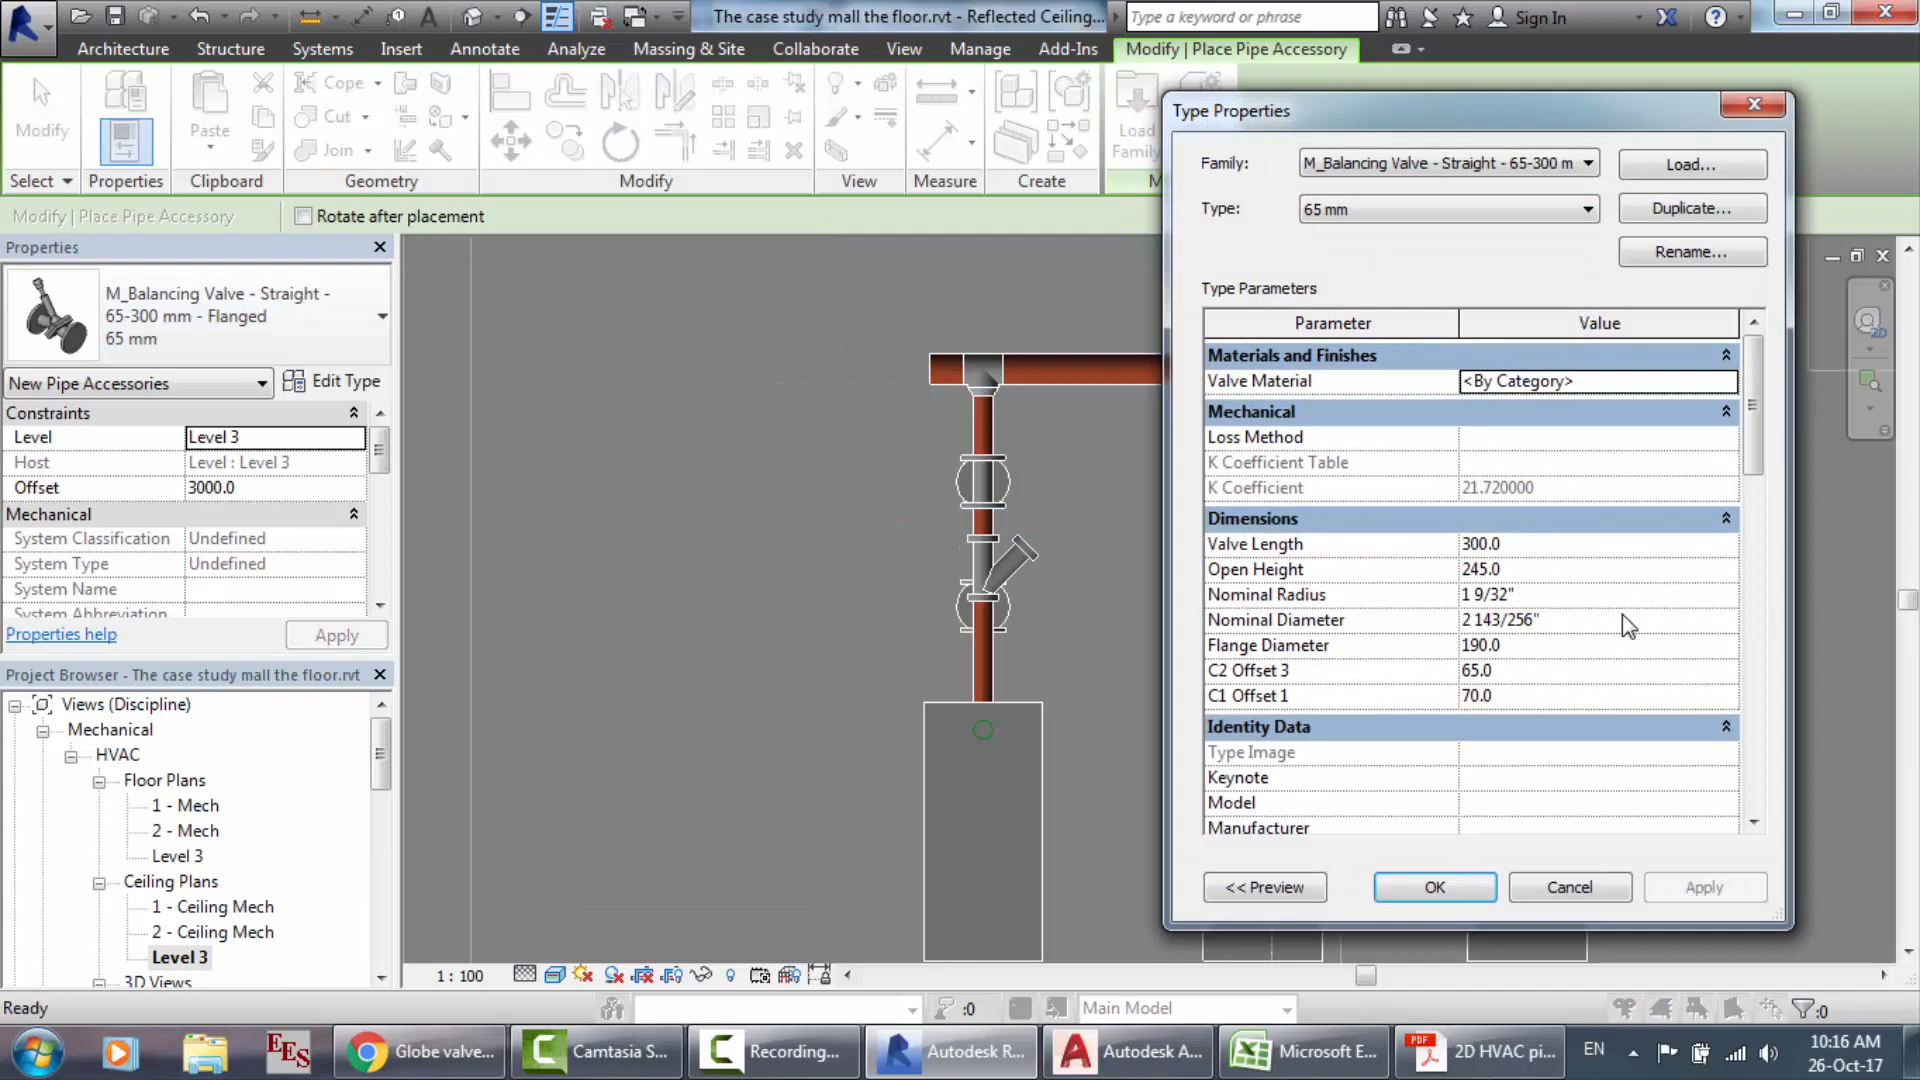 The case study mall the floor.rvt - Reflected Ceiling...
Type a keyword or phrase
Sign In
Architecture Structure Systems Insert Annotate Analyze Massing & Site Collaborate View Manage Add-Ins Modify | Place Pipe Accessory
Modify
Paste
Cope
Cut
Join
Load
Family
Select Properties Clipboard Geometry Modify View Measure Create
Modify | Place Pipe Accessory
Rotate after placement
Properties
M_Balancing Valve - Straight -
65-300 mm - Flanged
65 mm
New Pipe Accessories
Edit Type
Constraints
Level Level 3
Host Level : Level 3
Offset 3000.0
Mechanical
System Classification Undefined
System Type Undefined
System Name
System Abbreviation
Properties help
Apply
Project Browser - The case study mall the floor.rvt
Views (Discipline)
Mechanical
HVAC
Floor Plans
1 - Mech
2 - Mech
Level 3
Ceiling Plans
1 - Ceiling Mech
2 - Ceiling Mech
Level 3
3D Views
Type Properties
Family: M_Balancing Valve - Straight - 65-300 m
Load...
Type: 65 mm
Duplicate...
Rename...
Type Parameters
Parameter Value
Materials and Finishes
Valve Material <By Category>
Mechanical
Loss Method
K Coefficient Table
K Coefficient 21.720000
Dimensions
Valve Length 300.0
Open Height 245.0
Nominal Radius 1 9/32"
Nominal Diameter 2 143/256"
Flange Diameter 190.0
C2 Offset 3 65.0
C1 Offset 1 70.0
Identity Data
Type Image
Keynote
Model
Manufacturer
<< Preview
OK
Cancel
Apply
2D
1 : 100
Ready
:0
Main Model
:0
EES
Globe valve...
Camtasia S...
Recording...
Autodesk R...
Autodesk A...
Microsoft E...
PDF
2D HVAC pi...
EN
10:16 AM
26-Oct-17